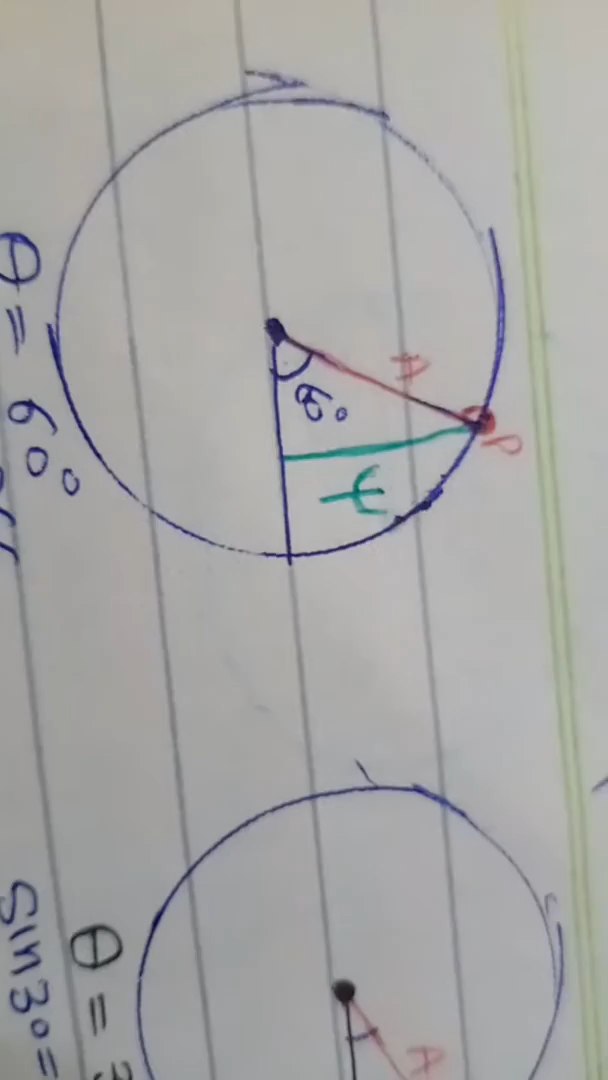 A
P
60°
Ψ
θ = 60°
A
θ = 3
Sin30=